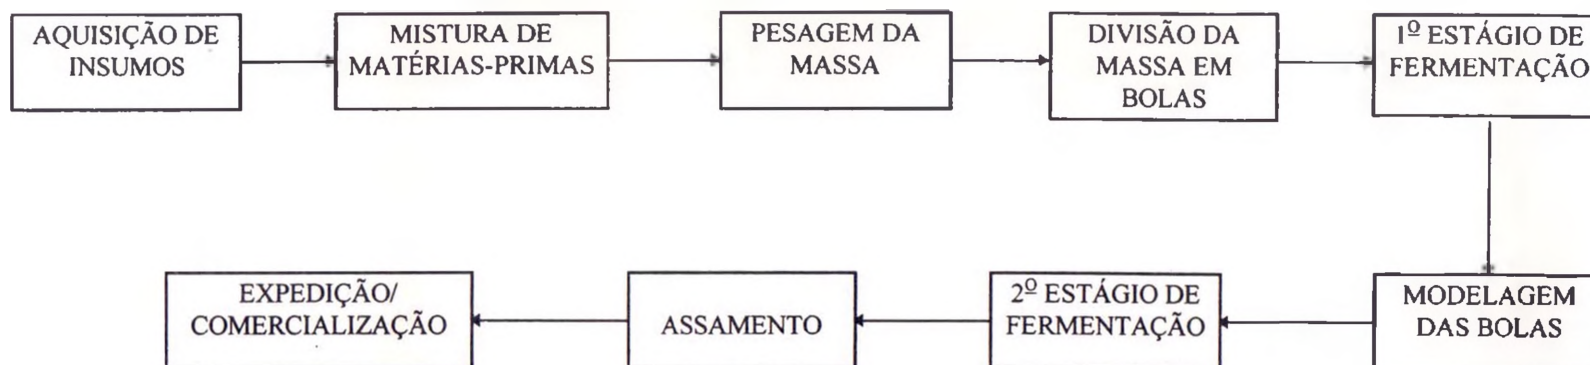 AQUISIÇÃO DE
INSUMOS
MISTURA DE
MATÉRIAS-PRIMAS
PESAGEM DA
MASSA
DIVISÃO DA
MASSA EM
BOLAS
1º ESTÁGIO DE
FERMENTAÇÃO
MODELAGEM
DAS BOLAS
2º ESTÁGIO DE
FERMENTAÇÃO
ASSAMENTO
EXPEDIÇÃO/
COMERCIALIZAÇÃO